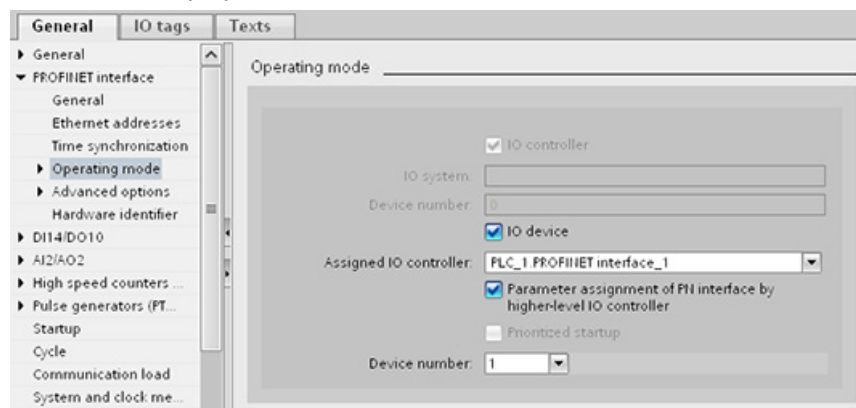 General
IO tags
Texts
General
PROFINET interface
General
Ethernet addresses
Time synchronization
Operating mode
Advanced options
Hardware identifier
DI14/DO10
AI2/AO2
High speed counters ...
Pulse generators (PT...
Startup
Cycle
Communication load
System and clock me...
Operating mode
IO controller
IO system:
Device number: 0
IO device
Assigned IO controller: PLC_1.PROFINET interface_1
Parameter assignment of PN interface by
higher-level IO controller
Prioritized startup
Device number: 1